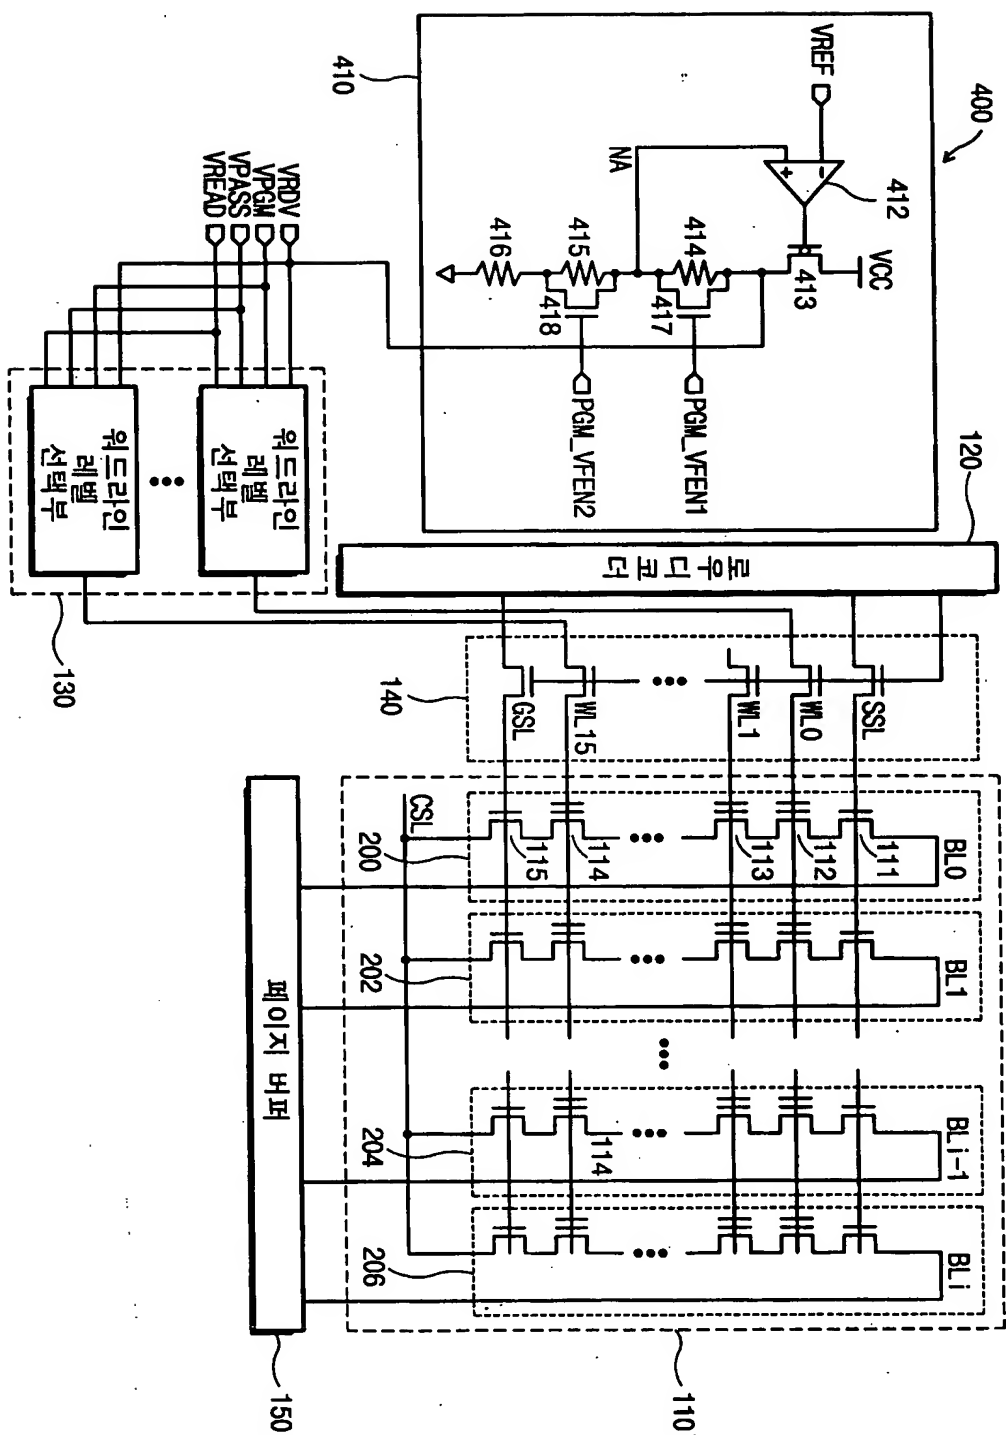 400
410
VREF
412
VCC
413
NA
414
415
416
417
418
PGM_VFEN1
PGM_VFEN2
VRDV
VPGM
VPASS
VREAD
워드라인
레벨
선택부
워드라인
레벨
선택부
130
120
로우 디코더
140
SSL
WL0
WL1
WL15
GSL
110
BL0
111
112
113
114
115
CSL
200
BL1
202
BLi-1
114
204
BLi
206
페이지 버퍼
150